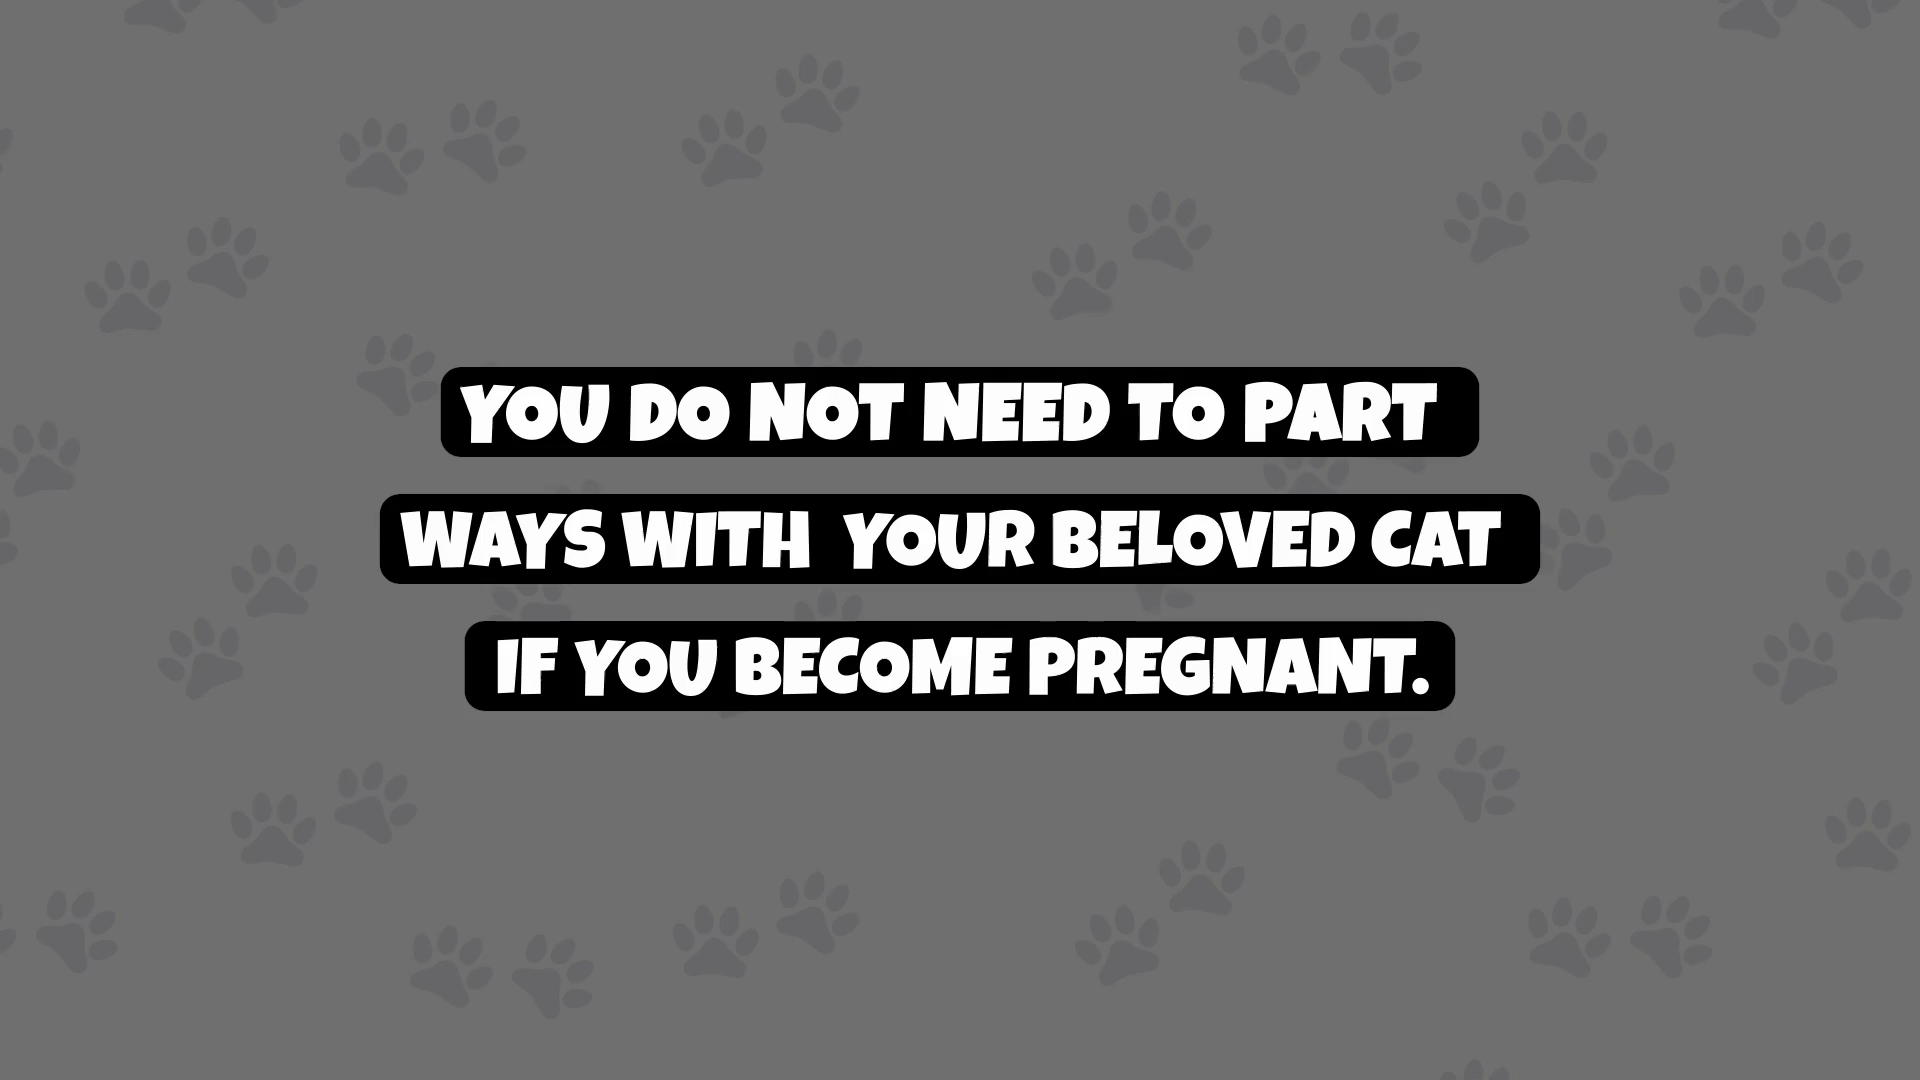 YOU DO NOT NEED TO PART
WAYS WITH YOUR BELOVED CAT
IF YOU BECOME PREGNANT.